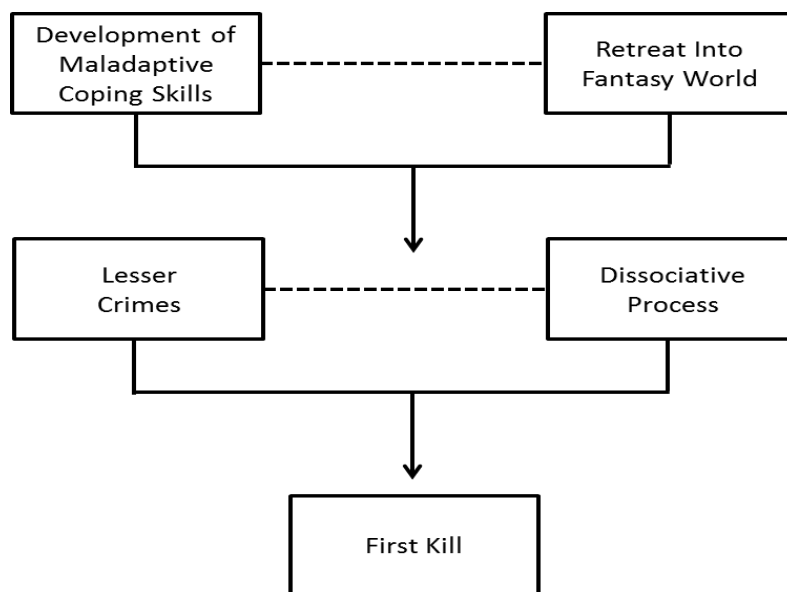 Development of
Maladaptive
Coping Skills
Retreat Into
Fantasy World
Lesser
Crimes
Dissociative
Process
First Kill